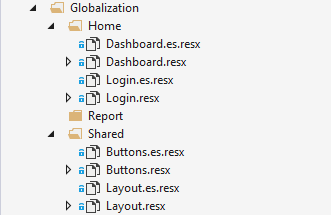 Globalization
Home
Dashboard.es.resx
Dashboard.resx
Login.es.resx
Login.resx
Report
Shared
Buttons.es.resx
Buttons.resx
Layout.es.resx
Layout.resx